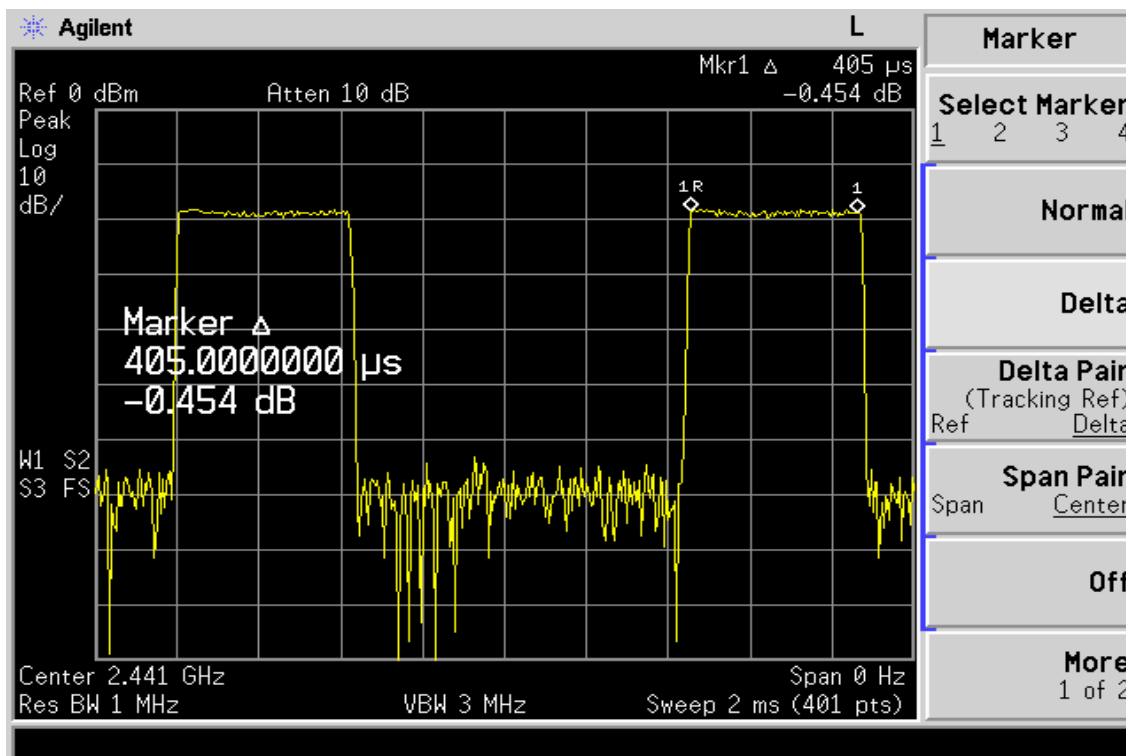 Agilent L
Mkr1 Δ 405 µs
Ref 0 dBm Atten 10 dB −0.454 dB
Peak
Log
10
dB/
1R 1
Marker Δ
405.0000000 µs
−0.454 dB
W1 S2
S3 FS
Center 2.441 GHz Span 0 Hz
Res BW 1 MHz VBW 3 MHz Sweep 2 ms (401 pts)
Marker
Select Marker
1 2 3 4
Normal
Delta
Delta Pair
(Tracking Ref)
Ref Delta
Span Pair
Span Center
Off
More
1 of 2